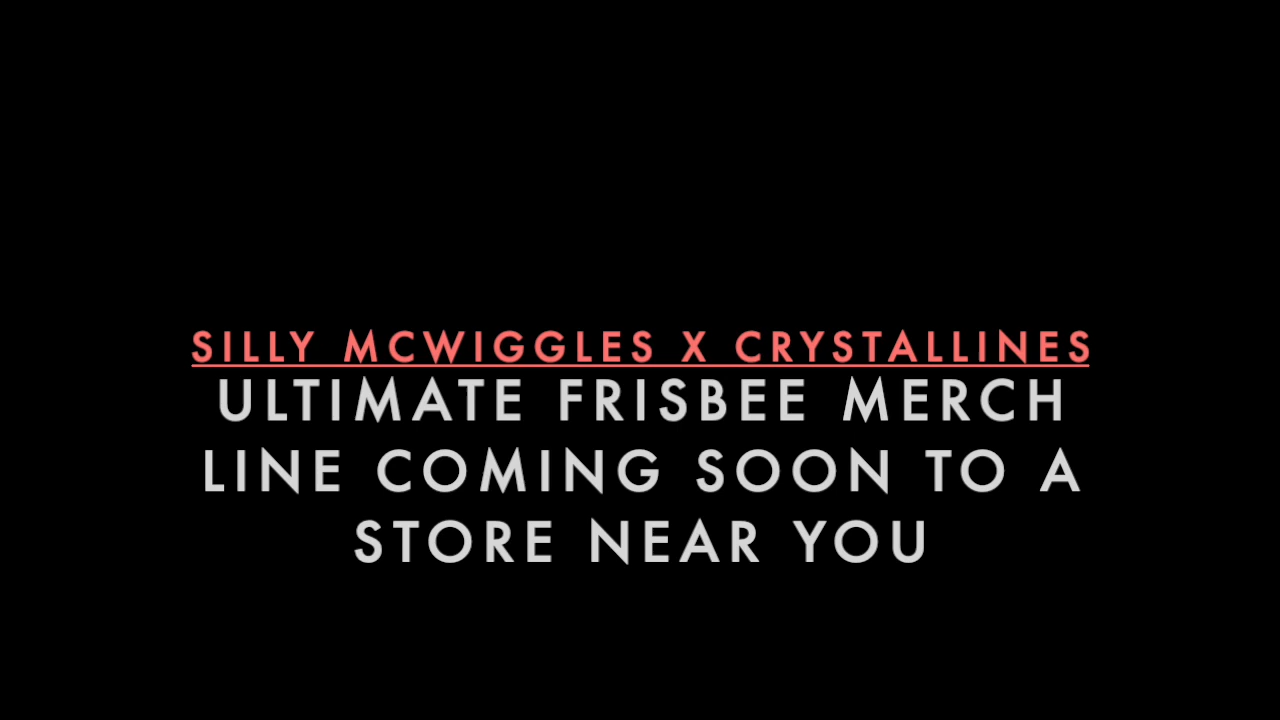 SILLY MCWIGGLES X CRYSTALLINES
ULTIMATE FRISBEE MERCH
LINE COMING SOON TO A
STORE NEAR YOU